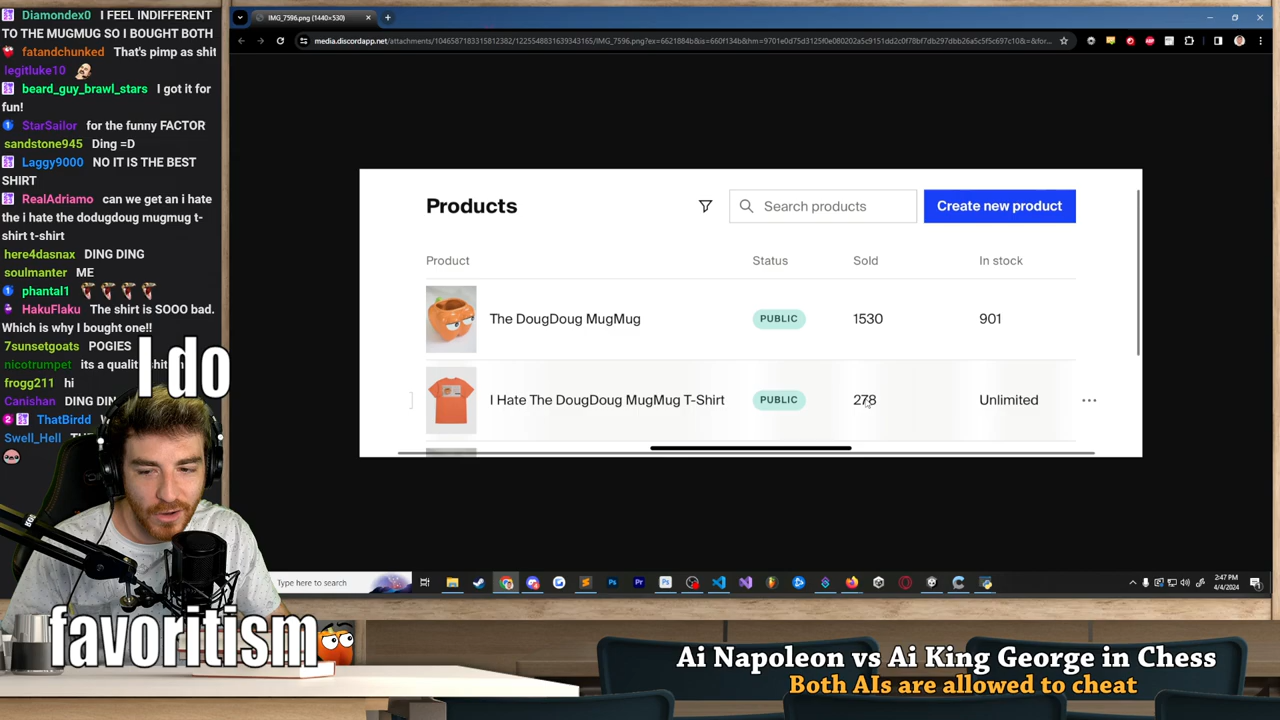 Diamondex0 I FEEL INDIFFERENT
TO THE MUGMUG SO I BOUGHT BOTH
fatandchunked That's pimp as shit
legitluke10
beard_guy_brawl_stars I got it for
fun!
StarSailor for the funny FACTOR
sandstone945 Ding =D
Laggy9000 NO IT IS THE BEST
SHIRT
RealAdriamo can we get an i hate
the i hate the dodugdoug mugmug t-
shirt t-shirt
here4dasnax DING DING
soulmanter ME
phantal1
HakuFlaku The shirt is SOOO bad.
Which is why I bought one!!
7sunsetgoats POGIES
nicotrumpet its a quality
frogg211 hi
Canishan DING
ThatBirdd
Swell_Hell
I do
favoritism
IMG_7596.png (1440×530)
Products
Search products
Create new product
Product Status Sold In stock
The DougDoug MugMug PUBLIC 1530 901
I Hate The DougDoug MugMug T-Shirt PUBLIC 278 Unlimited
Type here to search
2:47 PM
4/4/2024
Ai Napoleon vs Ai King George in Chess
Both AIs are allowed to cheat